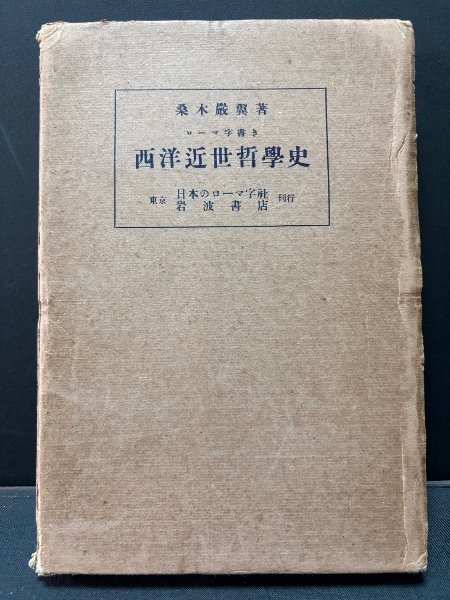 桑木嚴翼著
ローマ字書き
西洋近世哲學史
東京 日本のローマ字社 刊行
岩波書店